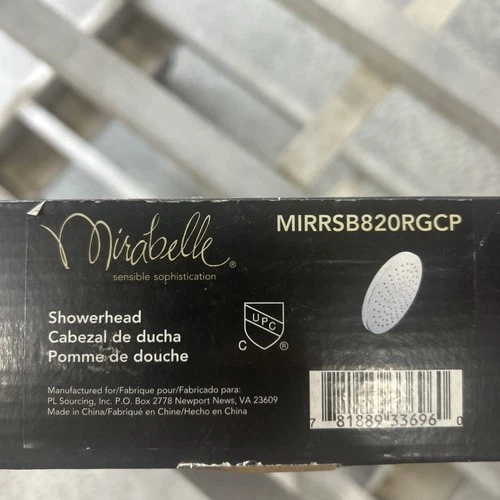 Mirabelle®
sensible sophistication
MIRRSB820RGCP
Showerhead
Cabezal de ducha
Pomme de douche
UPC
C ®
Manufactured for/Fabrique pour/Fabricado para:
PL Sourcing, Inc. P.O. Box 2778 Newport News, VA 23609
Made in China/Fabriqué en Chine/Hecho en China
7 81889 33696 0